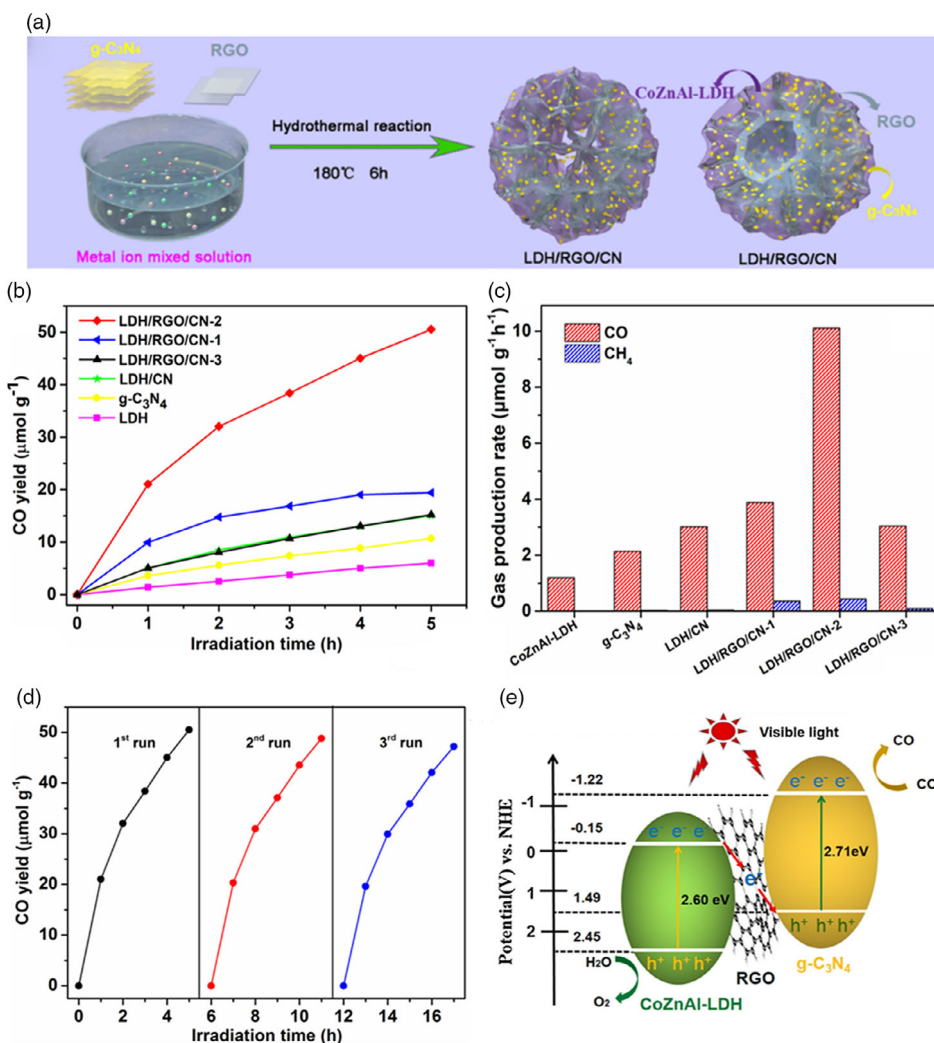 (a)
g-C₃N₄
RGO
Metal ion mixed solution
Hydrothermal reaction
180℃ 6h
CoZnAl-LDH
RGO
g-C₃N₄
LDH/RGO/CN
LDH/RGO/CN
(b)
CO yield (μmol g⁻¹)
50
40
30
20
10
0
LDH/RGO/CN-2
LDH/RGO/CN-1
LDH/RGO/CN-3
LDH/CN
g-C₃N₄
LDH
0 1 2 3 4 5
Irradiation time (h)
(c)
Gas production rate (μmol g⁻¹h⁻¹)
10
8
6
4
2
0
CO
CH₄
CoZnAl-LDH
g-C₃N₄
LDH/CN
LDH/RGO/CN-1
LDH/RGO/CN-2
LDH/RGO/CN-3
(d)
CO yield (μmol g⁻¹)
50
40
30
20
10
0
1ˢᵗ run
2ⁿᵈ run
3ʳᵈ run
0 2 4 6 8 10 12 14 16
Irradiation time (h)
(e)
Visible light
Potential(V) vs. NHE
-1
0
1
2
-1.22
-0.15
1.49
2.45
e⁻ e⁻ e⁻
2.60 eV
h⁺ h⁺ h⁺
H₂O
O₂
CoZnAl-LDH
e⁻
RGO
e⁻ e⁻ e⁻
2.71eV
h⁺ h⁺ h⁺
g-C₃N₄
CO